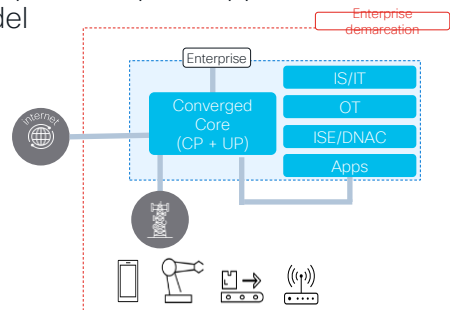 del
Enterprise
demarcation
Enterprise
IS/IT
Converged
Core
(CP + UP)
OT
ISE/DNAC
Apps
internet